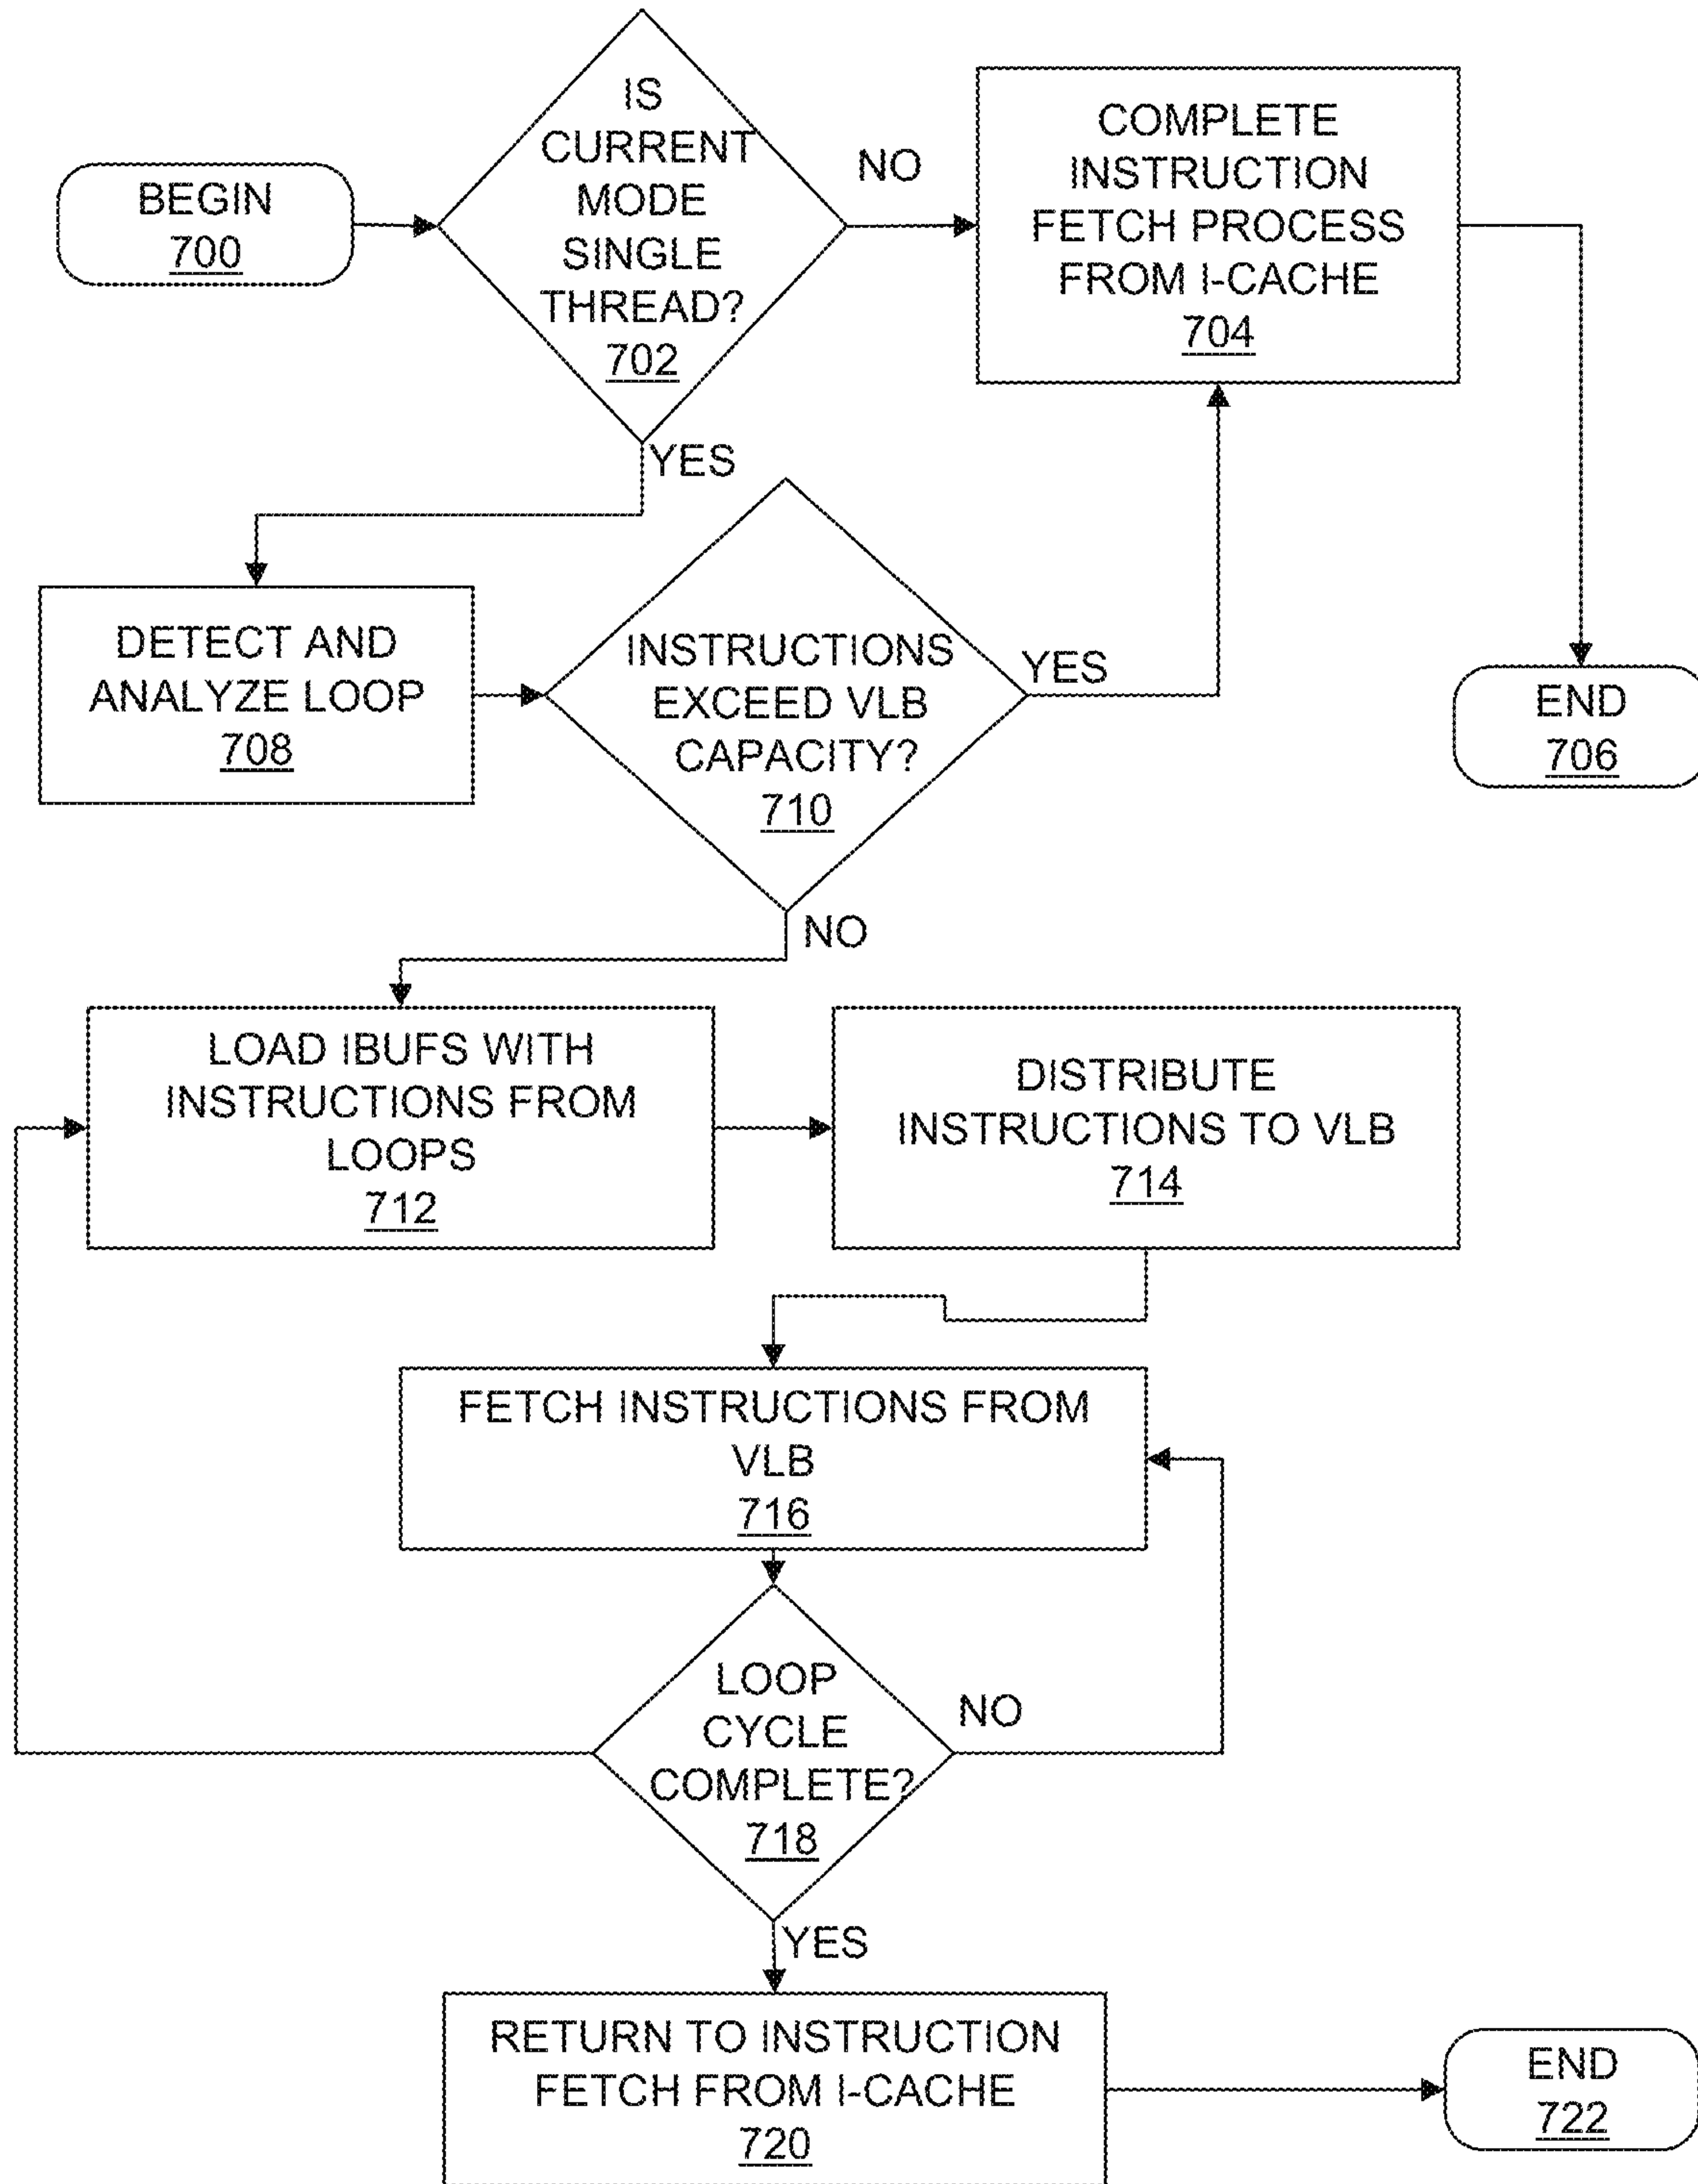 BEGIN
700
IS
CURRENT
MODE
SINGLE
THREAD?
702
NO
COMPLETE
INSTRUCTION
FETCH PROCESS
FROM I-CACHE
704
YES
DETECT AND
ANALYZE LOOP
708
INSTRUCTIONS
EXCEED VLB
CAPACITY?
710
YES
END
706
NO
LOAD IBUFS WITH
INSTRUCTIONS FROM
LOOPS
712
DISTRIBUTE
INSTRUCTIONS TO VLB
714
FETCH INSTRUCTIONS FROM
VLB
716
LOOP
CYCLE
COMPLETE?
718
NO
YES
RETURN TO INSTRUCTION
FETCH FROM I-CACHE
720
END
722